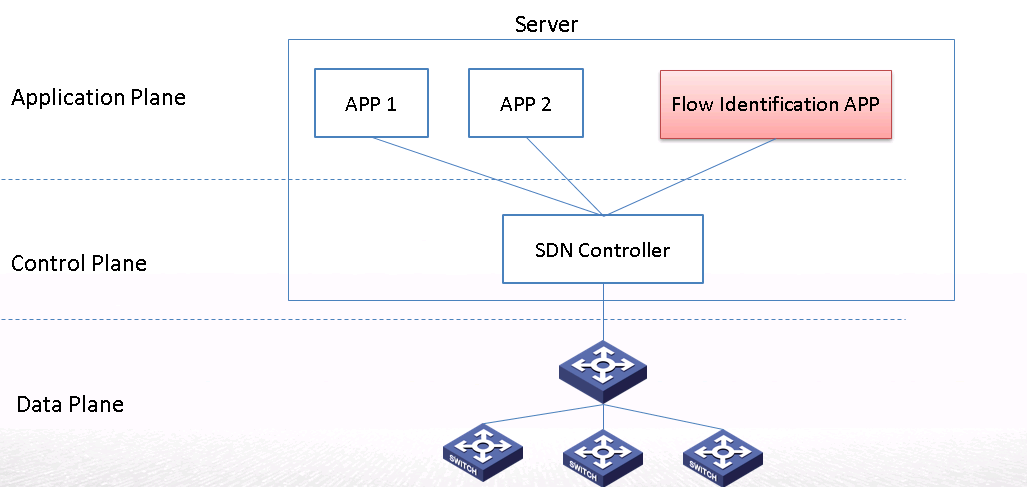 Server
Application Plane
APP 1
APP 2
Flow Identification APP
Control Plane
SDN Controller
Data Plane
SWITCH
SWITCH
SWITCH